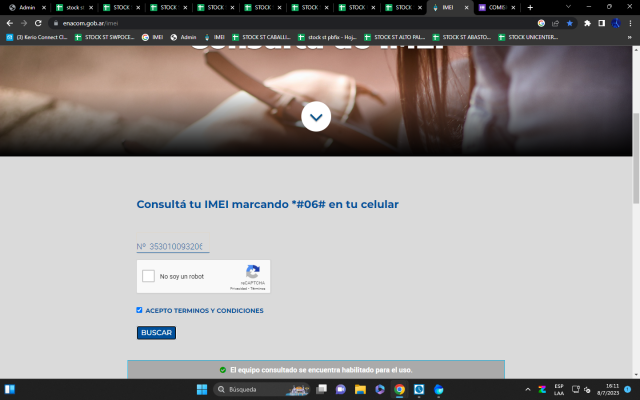 Admin
stock s
STOCK
STOCK
STOCK
STOCK
STOCK
STOCK
STOCK
IMEI
COMBI
enacom.gob.ar/imei
(3) Kerio Connect Cl...
STOCK ST SWPOCE...
IMEI
Admin
IMEI
STOCK ST CABALLI...
stock st pbfix - Hoj...
STOCK ST ALTO PAL...
STOCK ST ABASTO...
STOCK UNICENTER...
Consulta de IMEI
Consultá tu IMEI marcando *#06# en tu celular
Nº 35301009320
No soy un robot
reCAPTCHA
Privacidad - Términos
ACEPTO TERMINOS Y CONDICIONES
BUSCAR
El equipo consultado se encuentra habilitado para el uso.
Búsqueda
ESP
LAA
16:11
8/7/2023